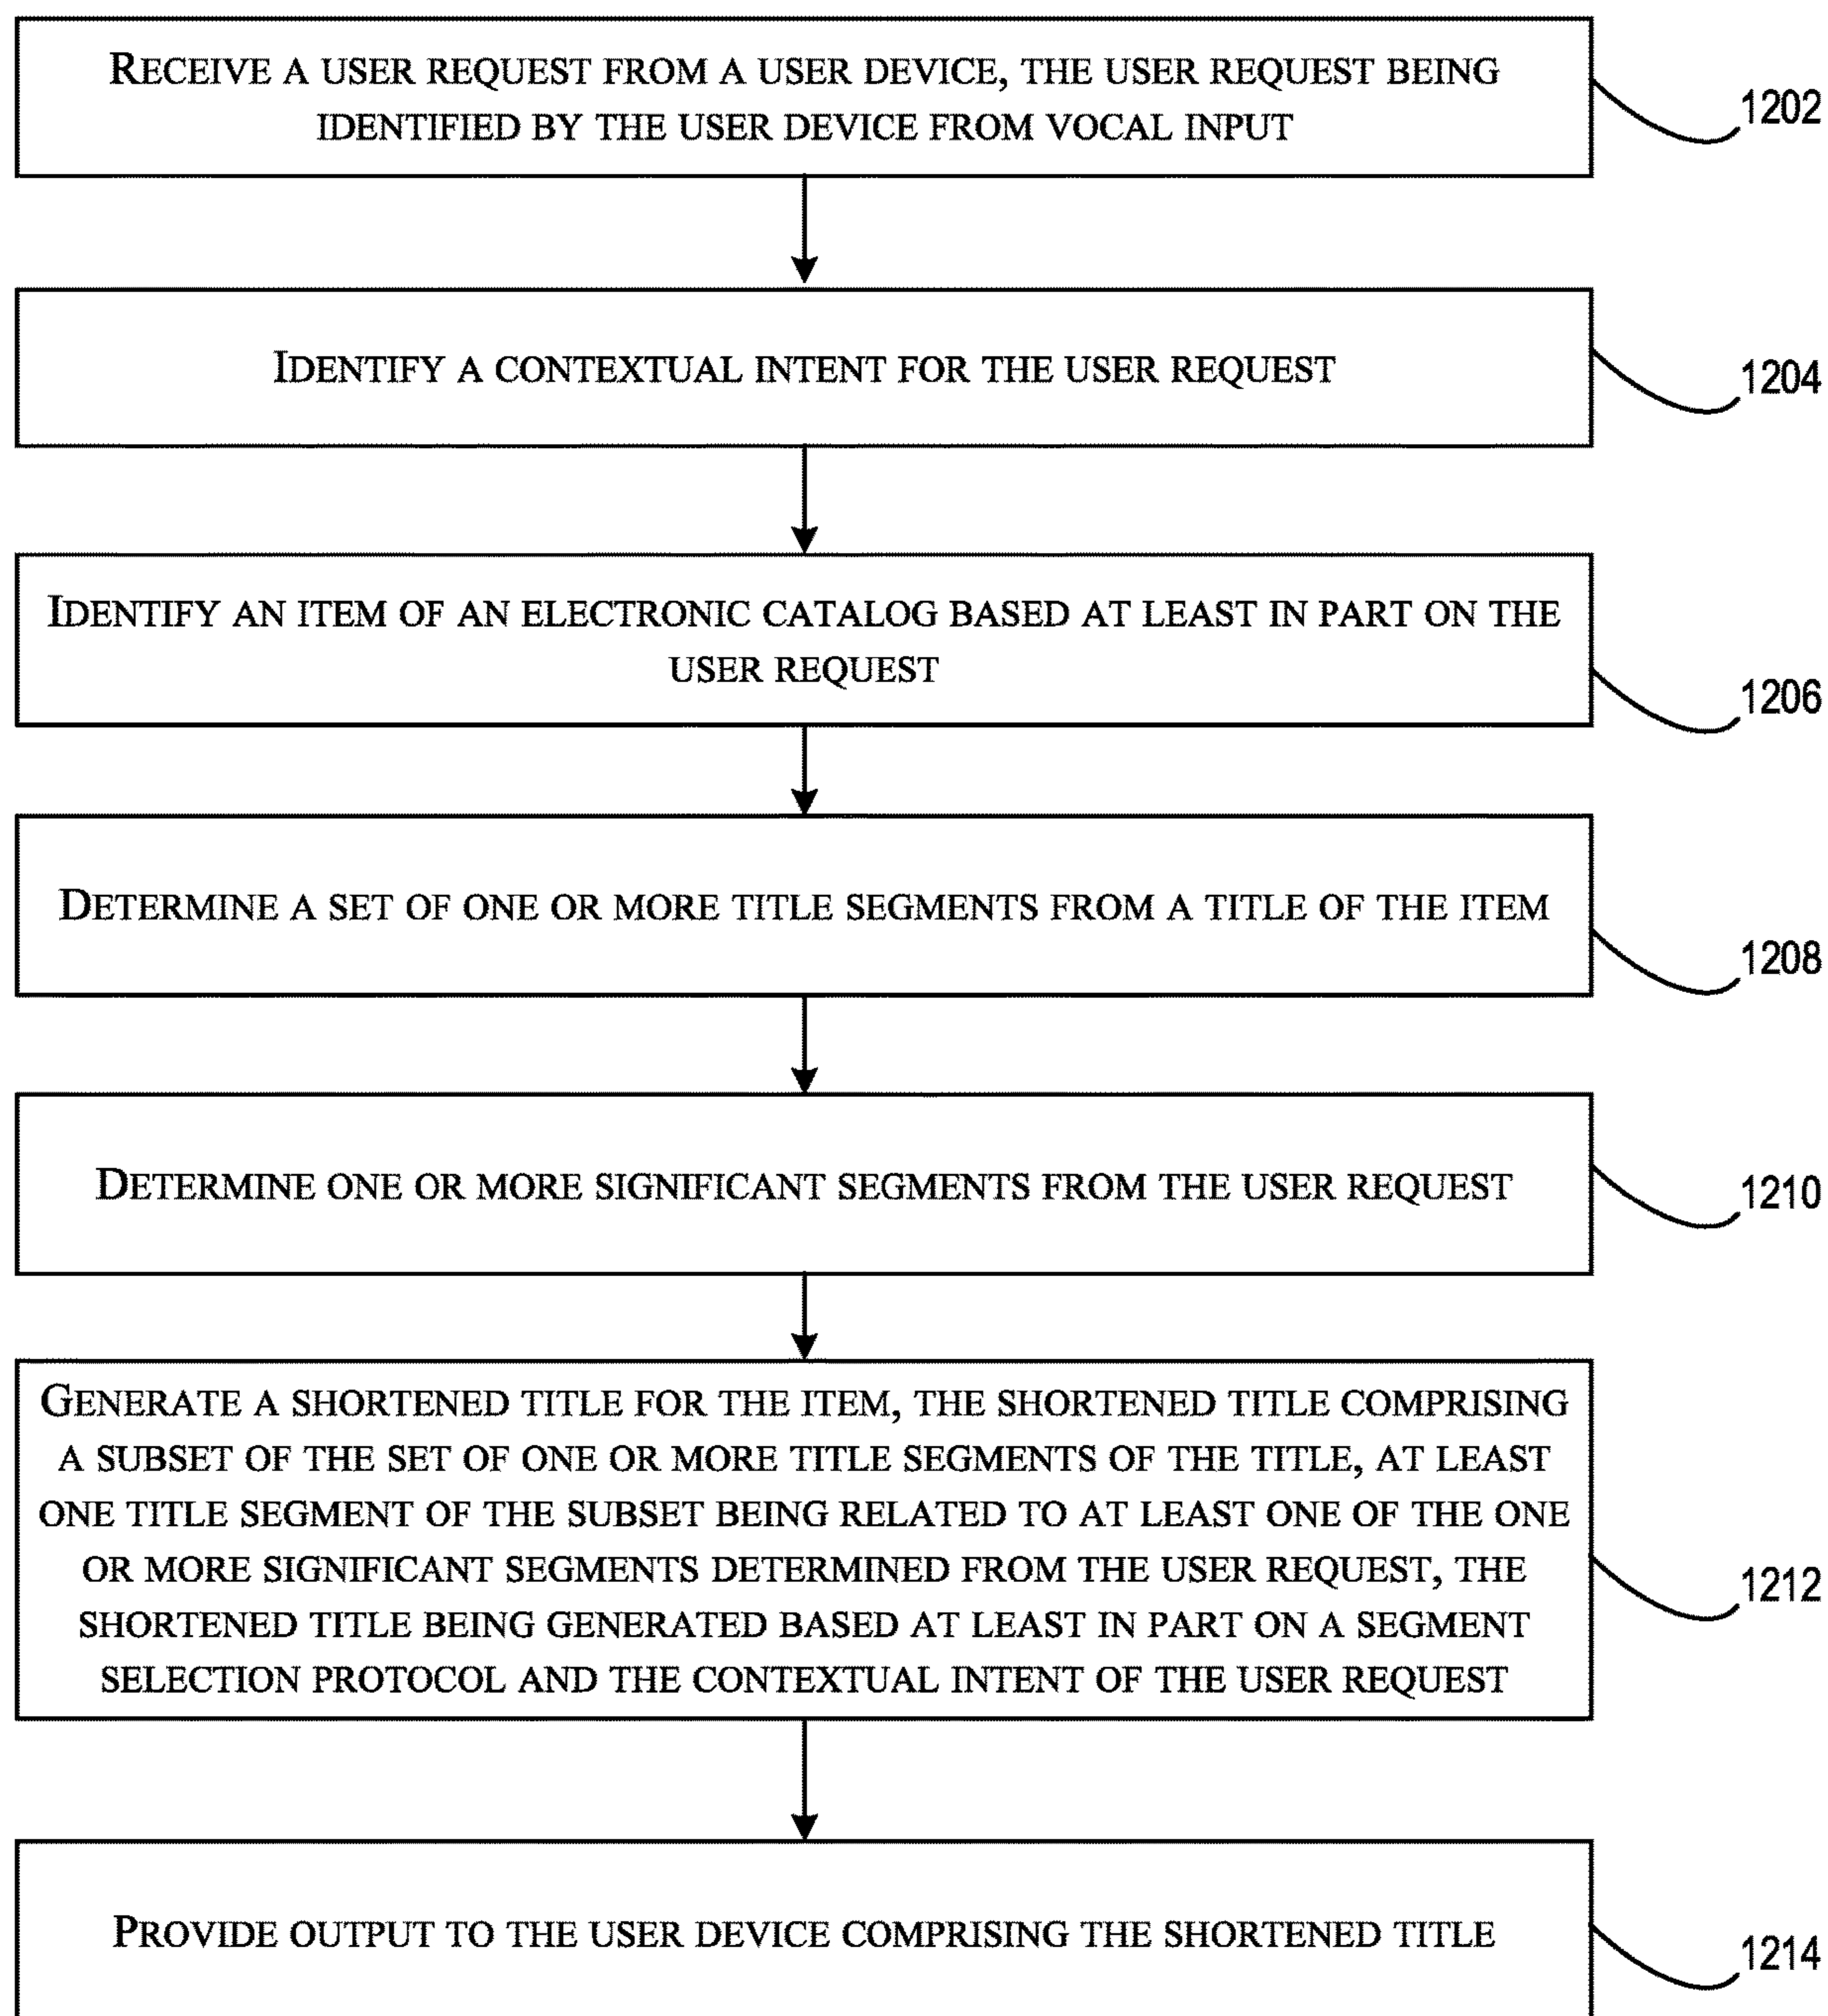 RECEIVE A USER REQUEST FROM A USER DEVICE, THE USER REQUEST BEING
IDENTIFIED BY THE USER DEVICE FROM VOCAL INPUT
1202
IDENTIFY A CONTEXTUAL INTENT FOR THE USER REQUEST
1204
IDENTIFY AN ITEM OF AN ELECTRONIC CATALOG BASED AT LEAST IN PART ON THE
USER REQUEST
1206
DETERMINE A SET OF ONE OR MORE TITLE SEGMENTS FROM A TITLE OF THE ITEM
1208
DETERMINE ONE OR MORE SIGNIFICANT SEGMENTS FROM THE USER REQUEST
1210
GENERATE A SHORTENED TITLE FOR THE ITEM, THE SHORTENED TITLE COMPRISING
A SUBSET OF THE SET OF ONE OR MORE TITLE SEGMENTS OF THE TITLE, AT LEAST
ONE TITLE SEGMENT OF THE SUBSET BEING RELATED TO AT LEAST ONE OF THE ONE
OR MORE SIGNIFICANT SEGMENTS DETERMINED FROM THE USER REQUEST, THE
SHORTENED TITLE BEING GENERATED BASED AT LEAST IN PART ON A SEGMENT
SELECTION PROTOCOL AND THE CONTEXTUAL INTENT OF THE USER REQUEST
1212
PROVIDE OUTPUT TO THE USER DEVICE COMPRISING THE SHORTENED TITLE
1214